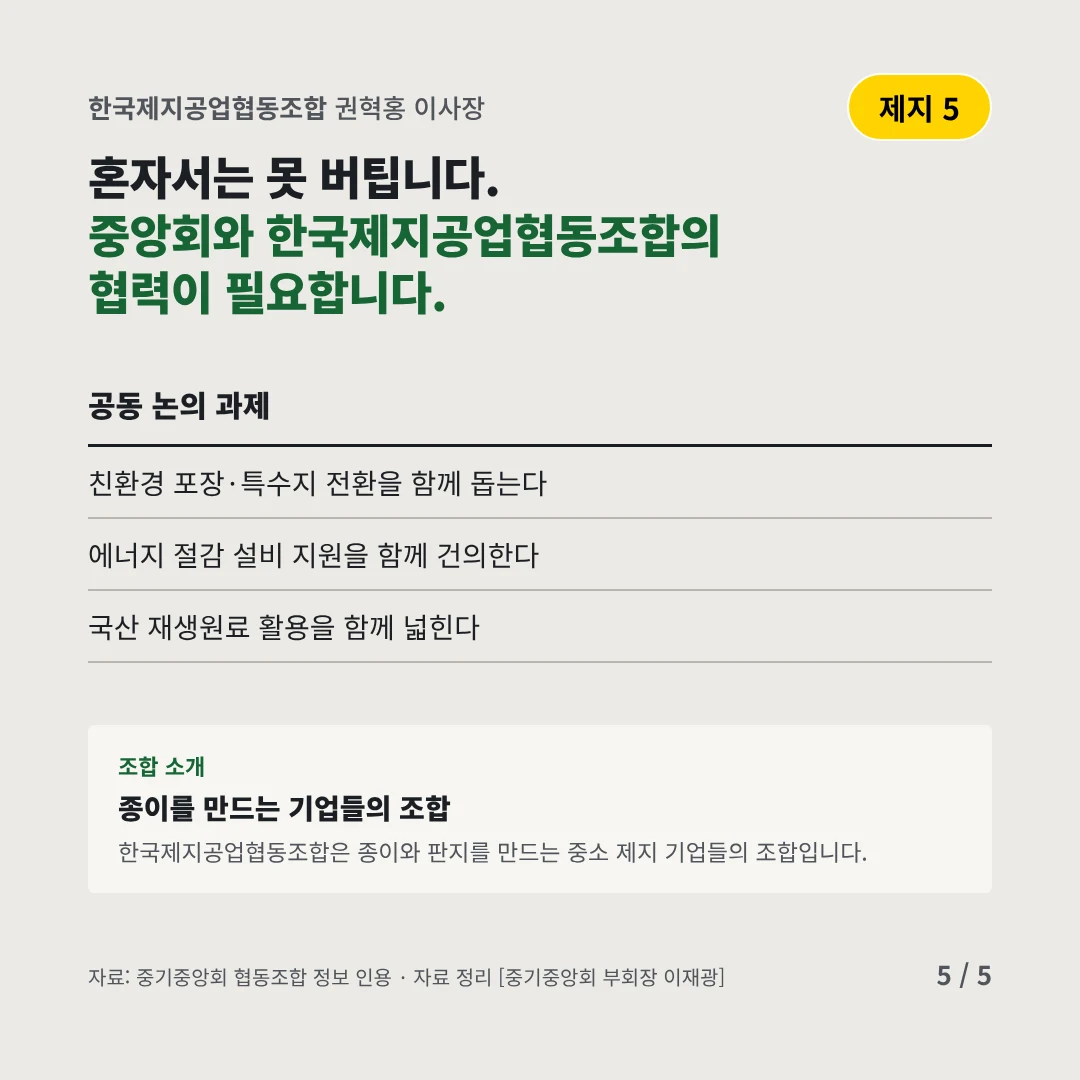 한국제지공업협동조합 권혁홍 이사장
제지 5
혼자서는 못 버팁니다.
중앙회와 한국제지공업협동조합의
협력이 필요합니다.
공동 논의 과제
친환경 포장·특수지 전환을 함께 돕는다
에너지 절감 설비 지원을 함께 건의한다
국산 재생원료 활용을 함께 넓힌다
조합 소개
종이를 만드는 기업들의 조합
한국제지공업협동조합은 종이와 판지를 만드는 중소 제지 기업들의 조합입니다.
자료: 중기중앙회 협동조합 정보 인용 · 자료 정리 [중기중앙회 부회장 이재광]
5 / 5